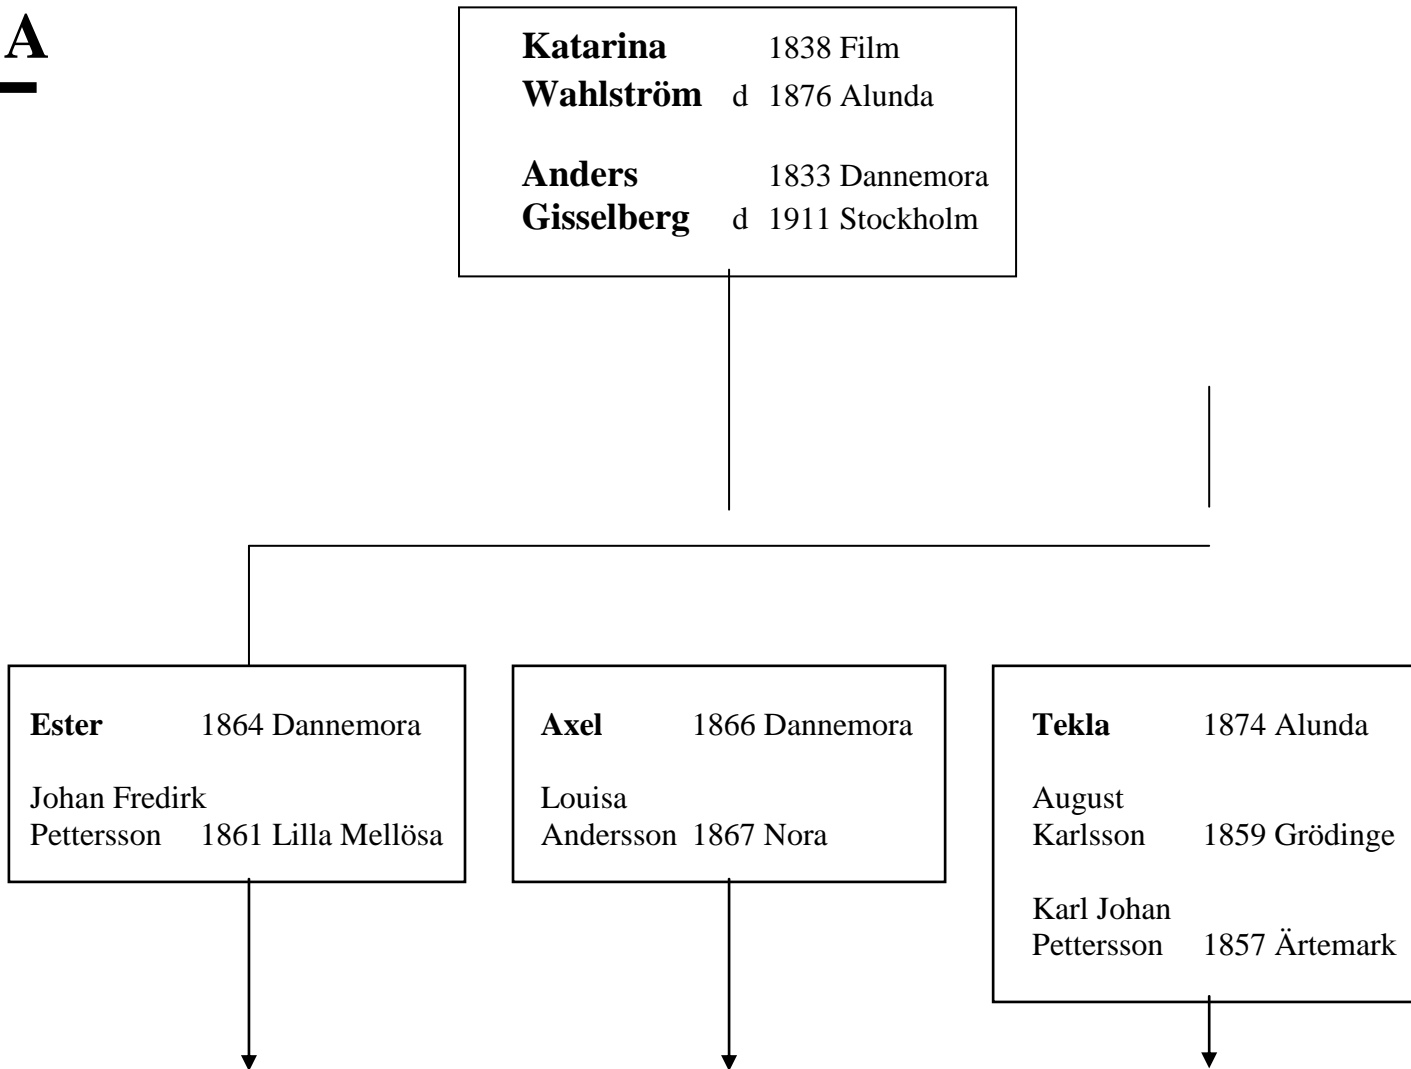 A
Katarina 1838 Film
Wahlström d 1876 Alunda
Anders 1833 Dannemora
Gisselberg d 1911 Stockholm
Ester 1864 Dannemora
Johan Fredirk
Pettersson 1861 Lilla Mellösa
Axel 1866 Dannemora
Louisa
Andersson 1867 Nora
Tekla 1874 Alunda
August
Karlsson 1859 Grödinge
Karl Johan
Pettersson 1857 Ärtemark